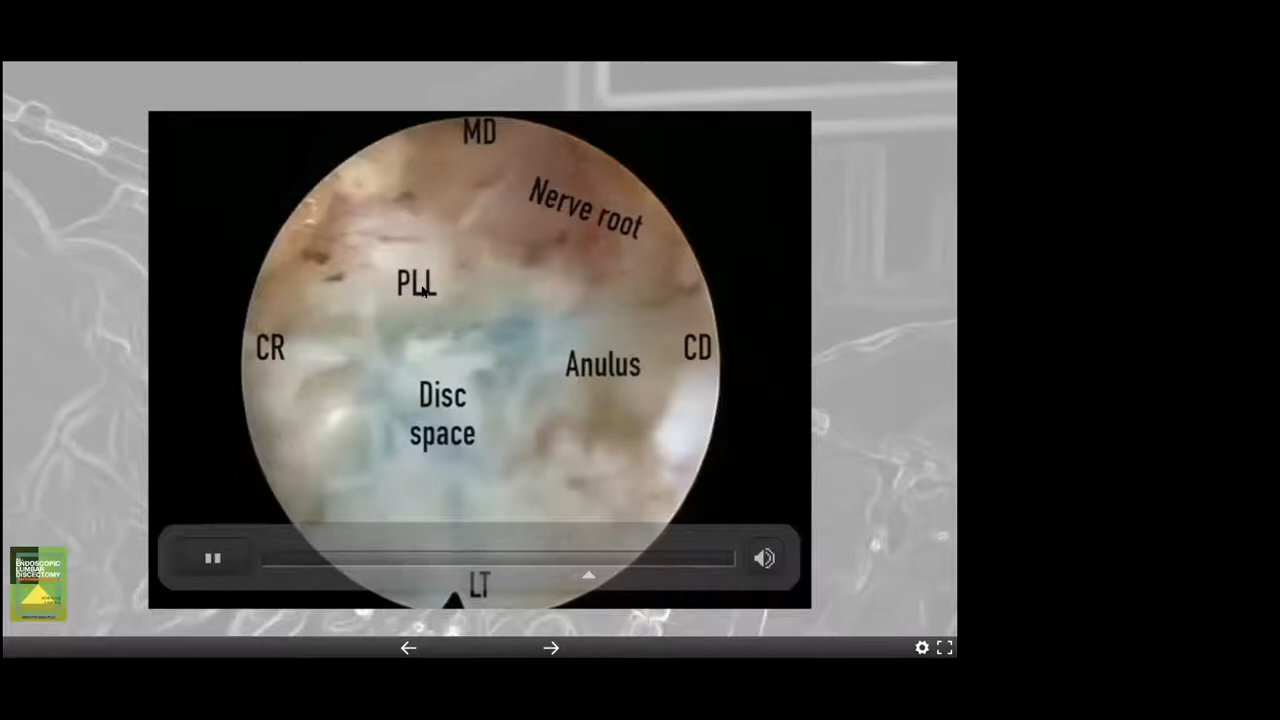 MD
Nerve root
PLL
CR
CD
Anulus
Disc
space
LT
ENDOSCOPIC
LUMBAR
DISCECTOMY